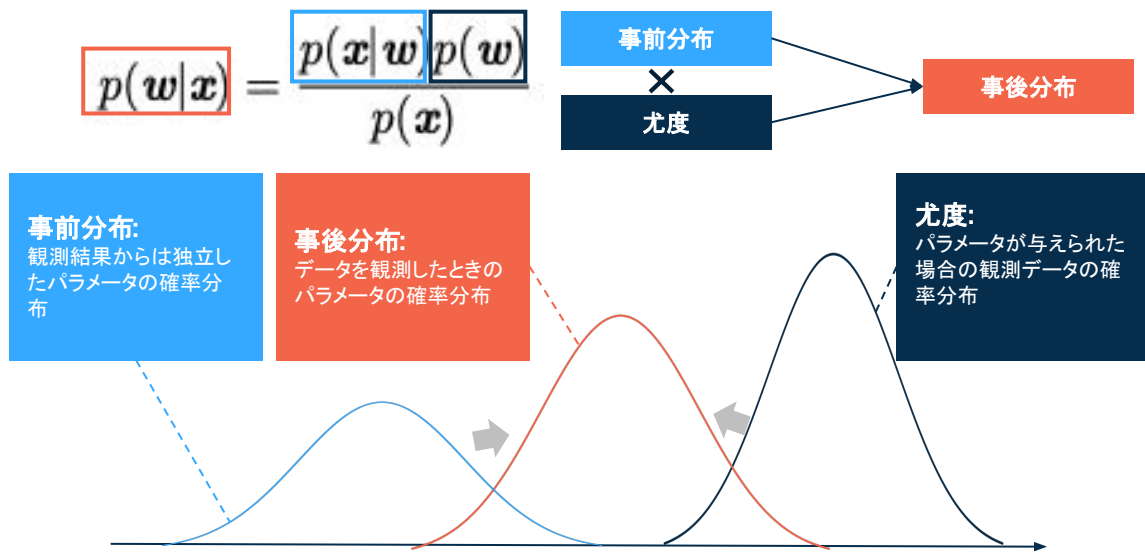 p(w|x) = p(x|w) p(w)
p(x)
事前分布
×
尤度
事後分布
事前分布:
観測結果からは独立し
たパラメータの確率分
布
事後分布:
データを観測したときの
パラメータの確率分布
尤度:
パラメータが与えられた
場合の観測データの確
率分布